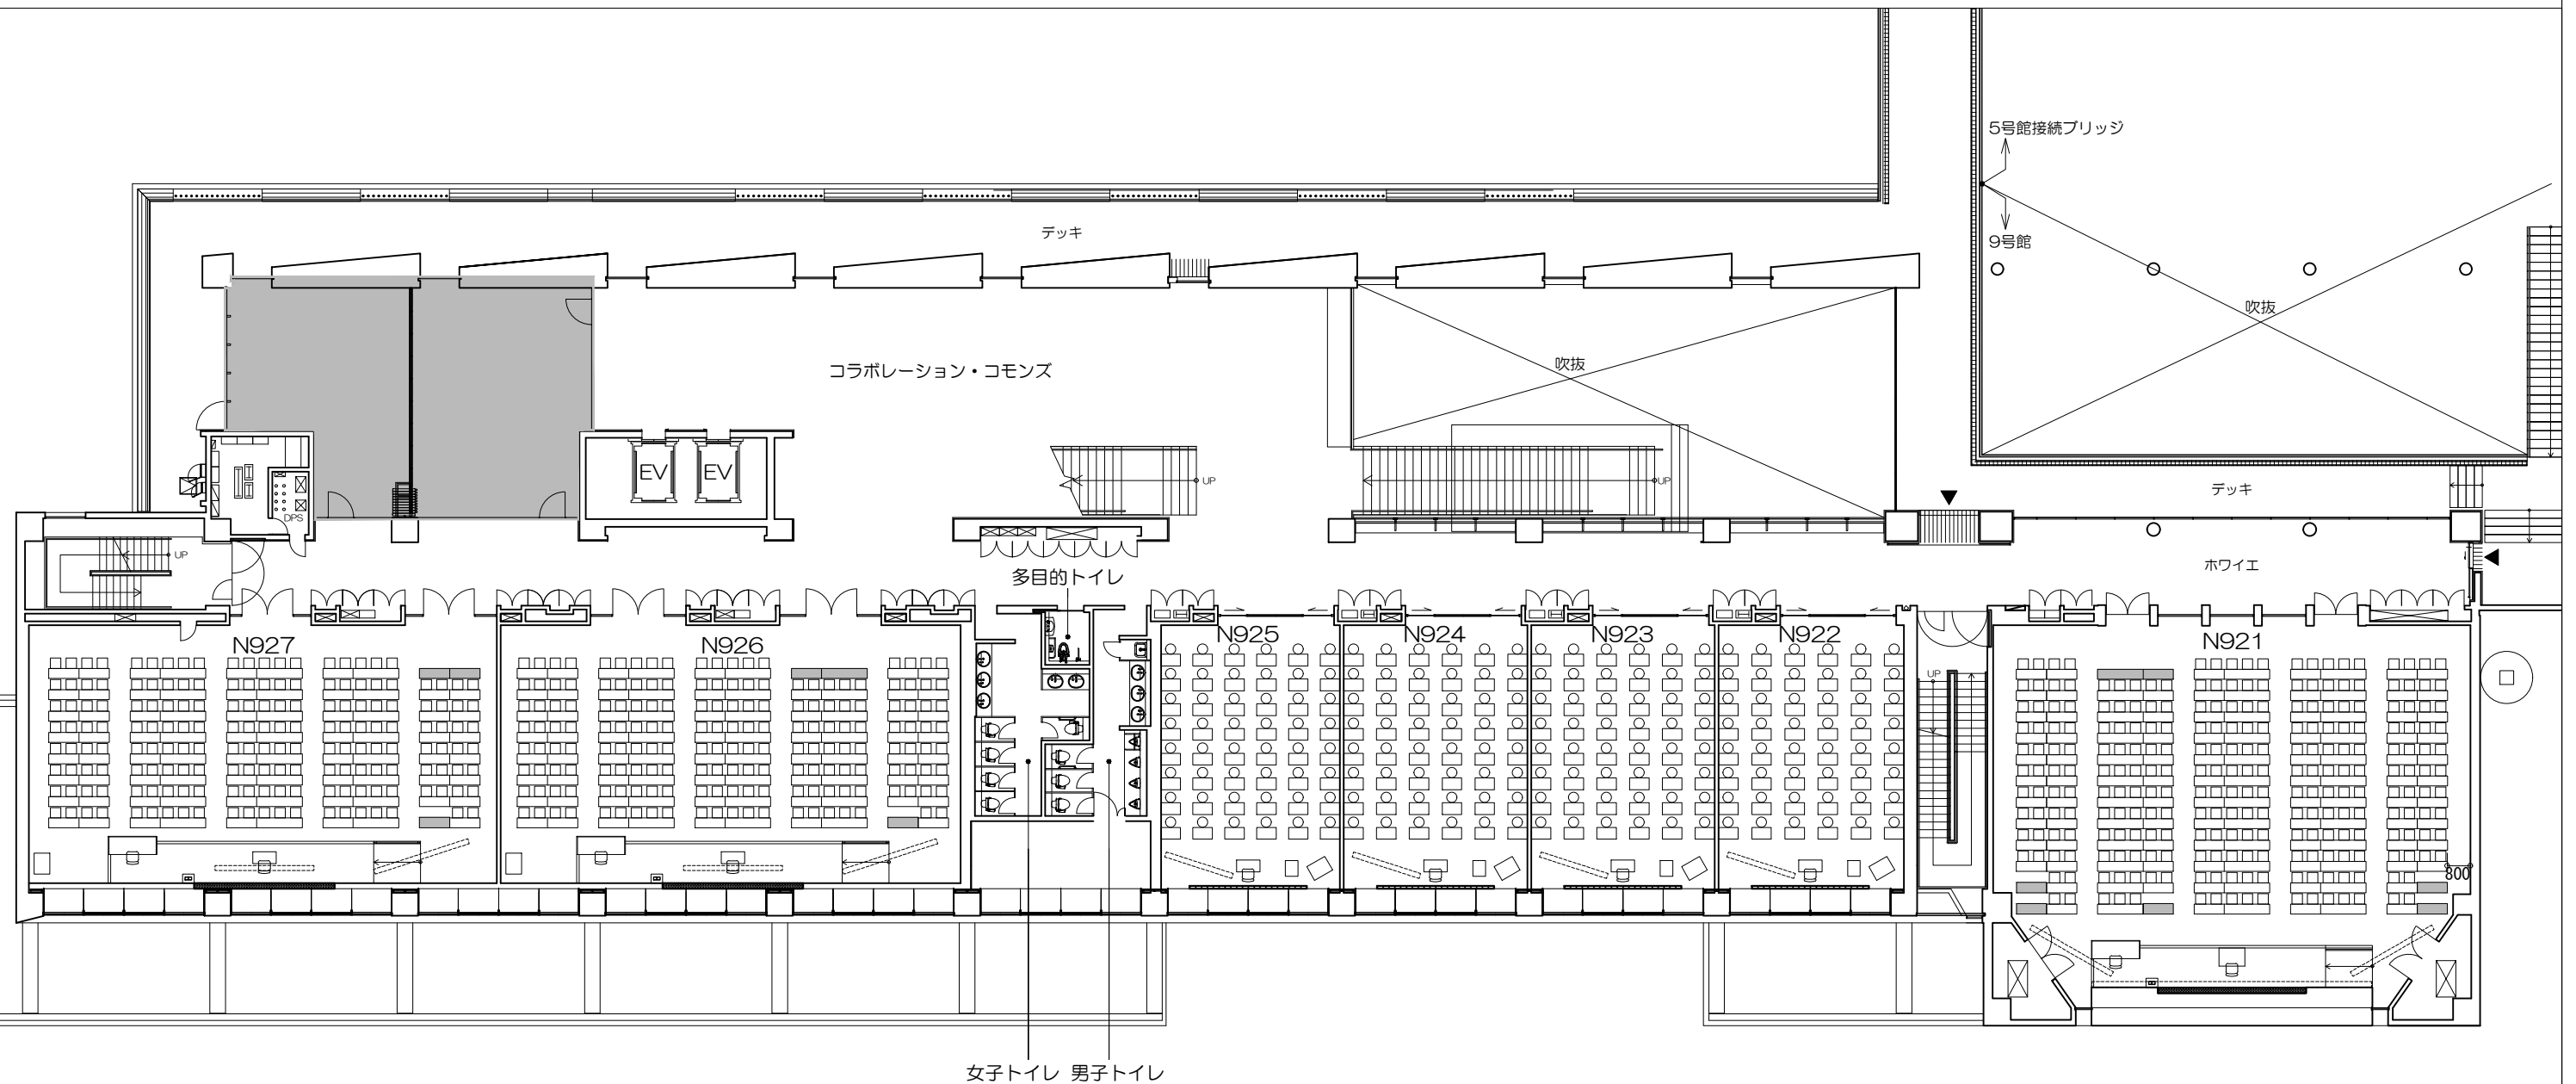 5号館接続ブリッジ
デッキ
9号館
吹抜
吹抜
コラボレーション・コモンズ
EV
EV
UP
UP
デッキ
DPS
UP
ホワイエ
多目的トイレ
N927
N926
N925
N924
N923
N922
N921
UP
800
女子トイレ
男子トイレ